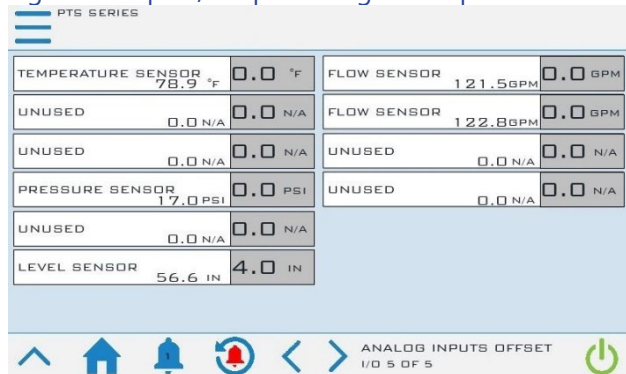 PTS SERIES
TEMPERATURE SENSOR 78.9 °F 0.0 °F
FLOW SENSOR 121.5GPM 0.0 GPM
UNUSED 0.0 N/A 0.0 N/A
FLOW SENSOR 122.8GPM 0.0 GPM
UNUSED 0.0 N/A 0.0 N/A
UNUSED 0.0 N/A 0.0 N/A
PRESSURE SENSOR 17.0 PSI 0.0 PSI
UNUSED 0.0 N/A 0.0 N/A
UNUSED 0.0 N/A 0.0 N/A
LEVEL SENSOR 56.6 IN 4.0 IN
ANALOG INPUTS OFFSET
I/O 5 OF 5